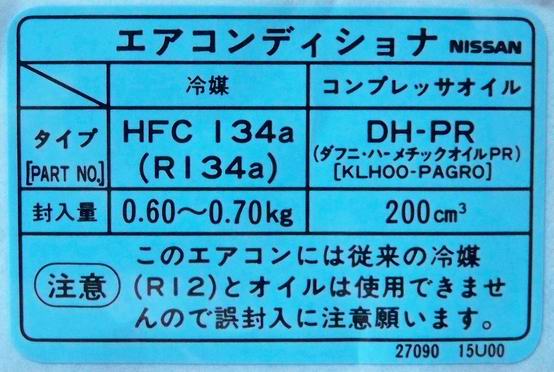 エアコンディショナ NISSAN
冷媒 コンプレッサオイル
タイプ HFC 134a DH-PR
[PART NO.] (R134a) (ダフニ・ハーメチックオイルPR)
[KLH00-PAGR0]
封入量 0.60〜0.70kg 200cm³
注意 このエアコンには従来の冷媒
(R12)とオイルは使用できませ
んので誤封入に注意願います。
27090 15U00